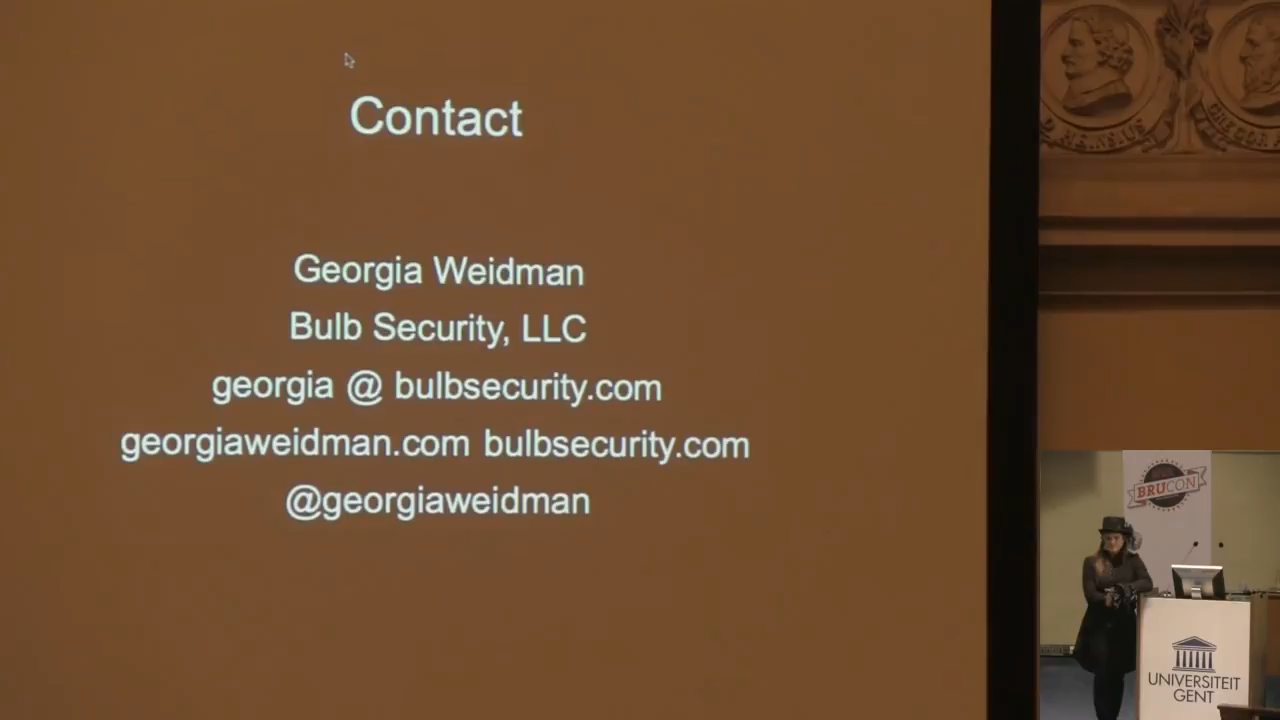 Contact
Georgia Weidman
Bulb Security, LLC
georgia @ bulbsecurity.com
georgiaweidman.com bulbsecurity.com
@georgiaweidman
BRUCON
UNIVERSITEIT
GENT